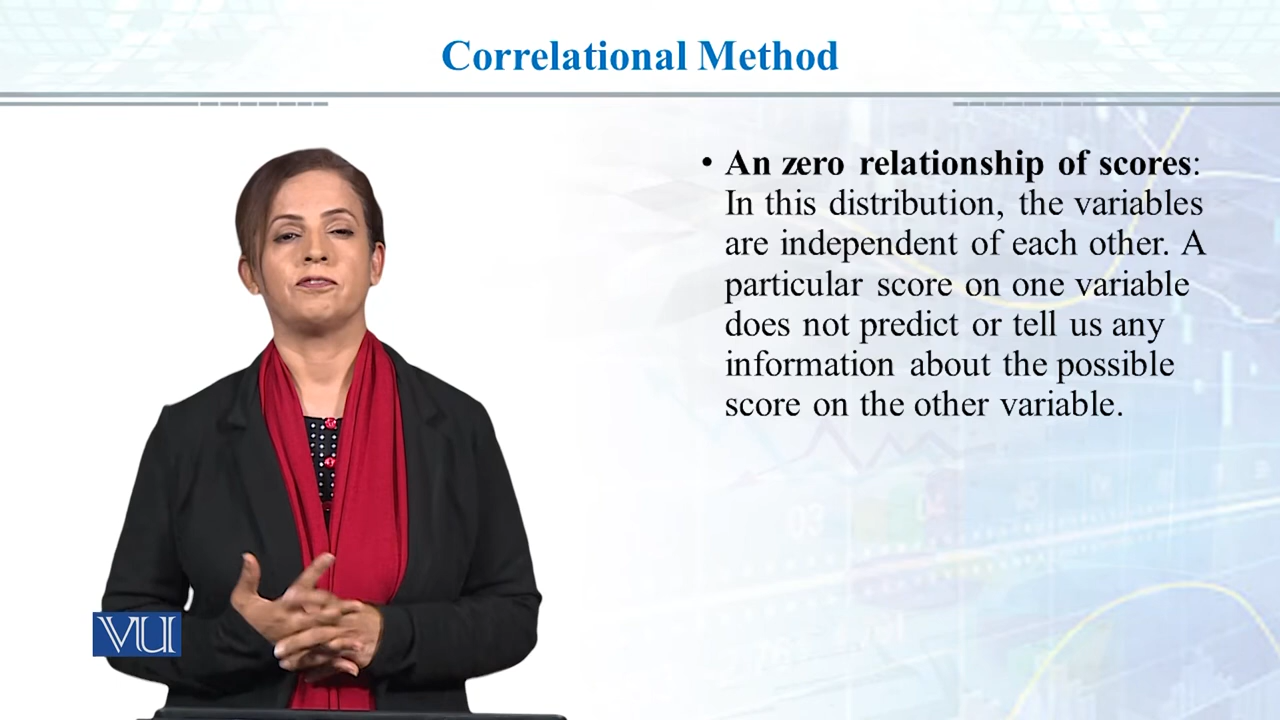 Correlational Method
• An zero relationship of scores:
In this distribution, the variables
are independent of each other. A
particular score on one variable
does not predict or tell us any
information about the possible
score on the other variable.
VU